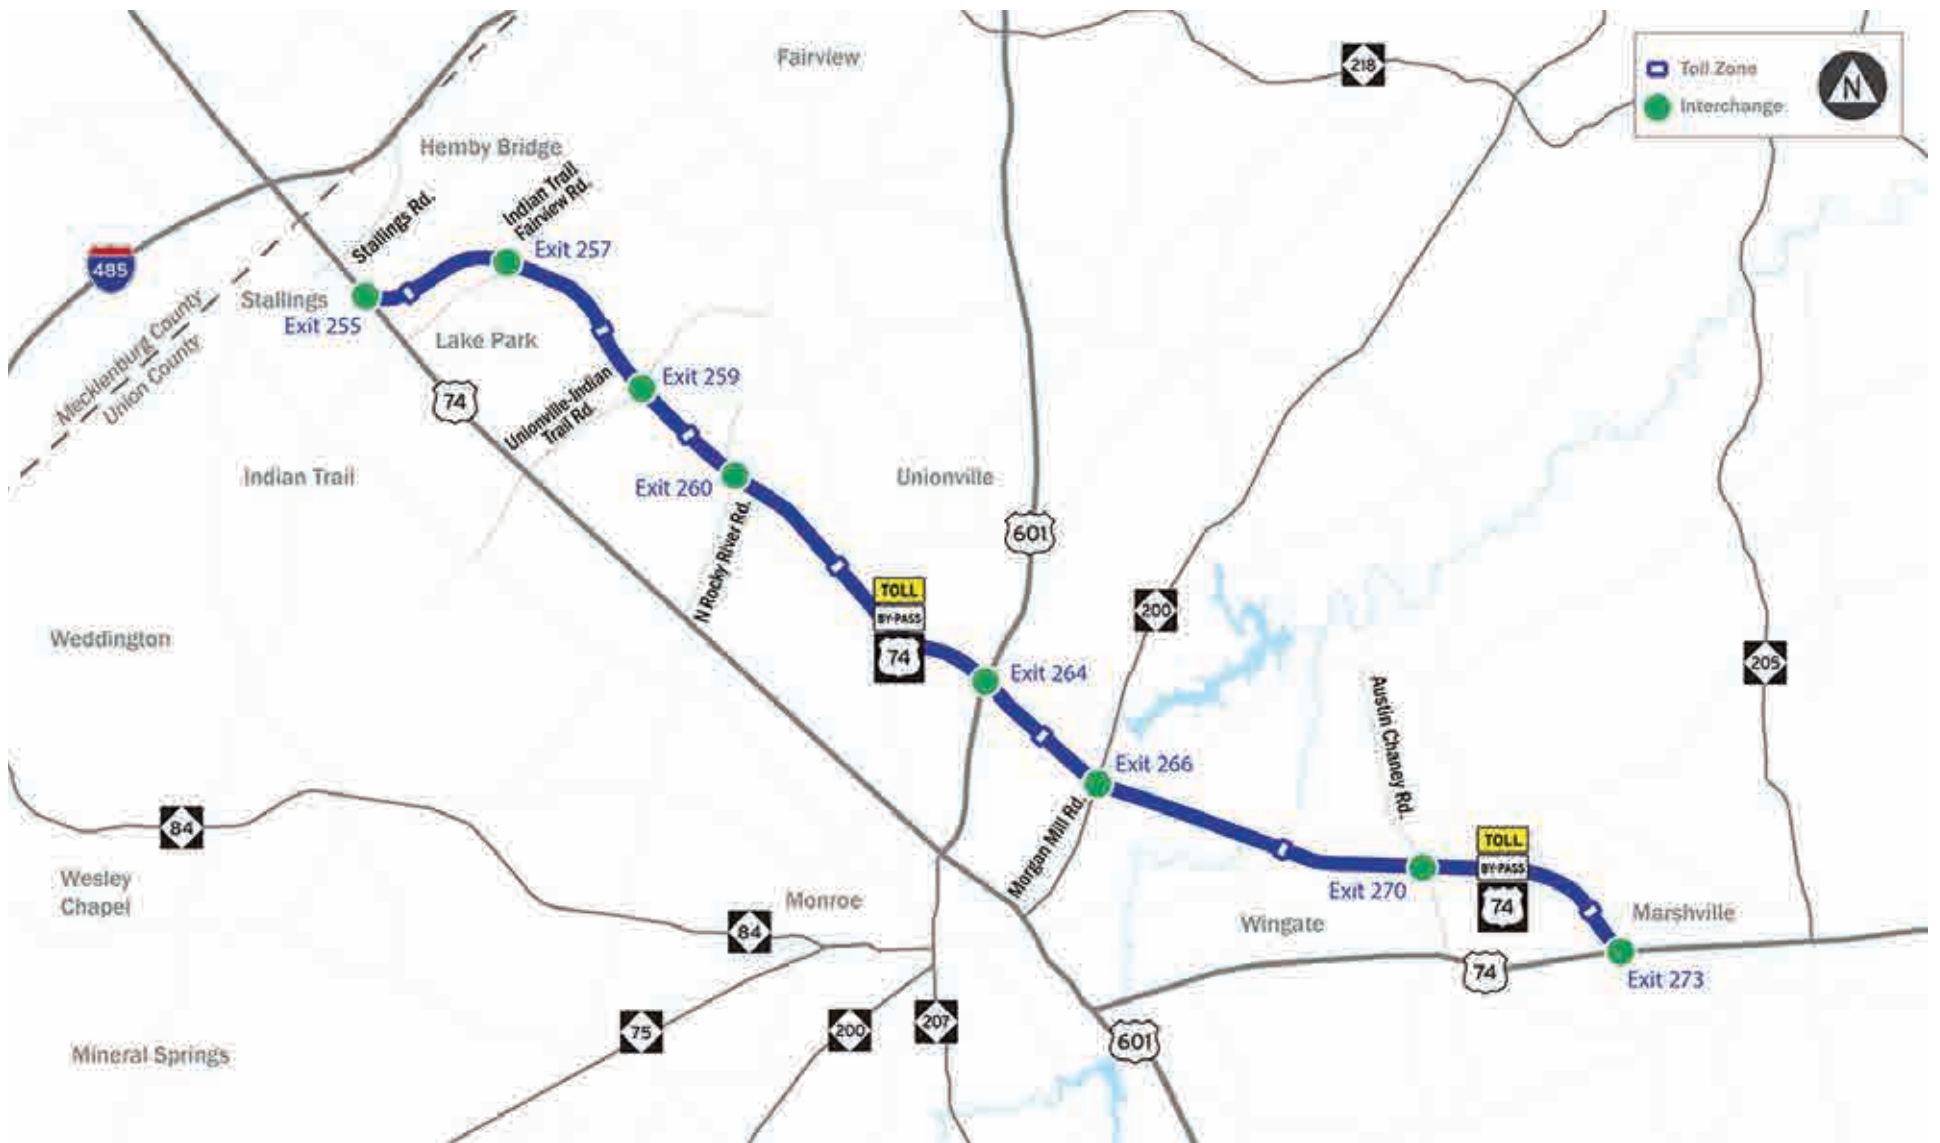 Fairview
218
Toll Zone
N
Interchange
Hemby Bridge
Indian Trail
Fairview Rd.
Stallings Rd.
Exit 257
485
Stallings
Exit 255
Mecklenburg County
Union County
Lake Park
Exit 259
74
Unionville-Indian
Trail Rd.
Indian Trail
Exit 260
Unionville
N Rocky River Rd.
601
TOLL
BY-PASS
74
200
Weddington
Exit 264
205
Austin Chaney Rd.
Exit 266
84
Morgan Mill Rd.
TOLL
BY-PASS
74
Exit 270
Wesley
Chapel
Monroe
84
Wingate
Marshville
74
Exit 273
75
200
207
601
Mineral Springs